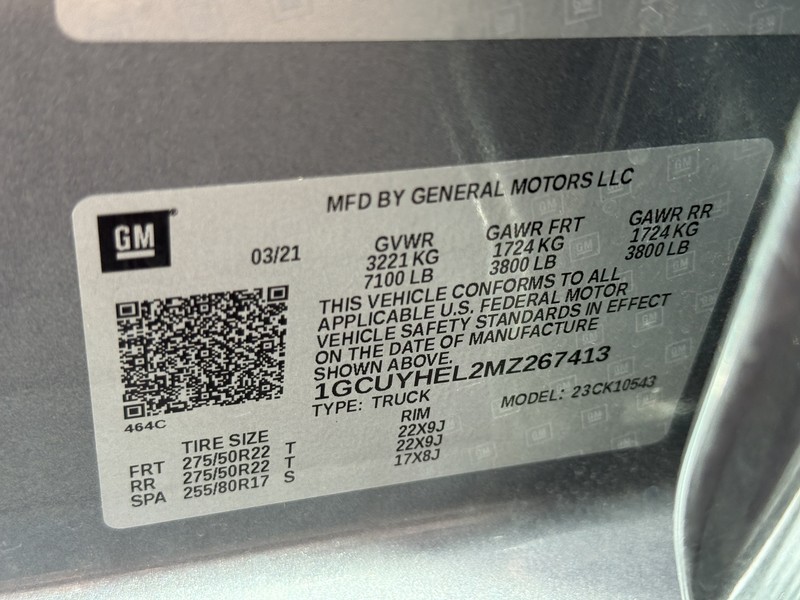 MFD BY GENERAL MOTORS LLC
GM
03/21
GVWR
3221 KG
7100 LB
GAWR FRT
1724 KG
3800 LB
GAWR RR
1724 KG
3800 LB
THIS VEHICLE CONFORMS TO ALL
APPLICABLE U.S. FEDERAL MOTOR
VEHICLE SAFETY STANDARDS IN EFFECT
ON THE DATE OF MANUFACTURE
SHOWN ABOVE.
1GCUYHEL2MZ267413
TYPE: TRUCK
MODEL: 23CK10543
464C
TIRE SIZE
RIM
FRT 275/50R22 T 22X9J
RR 275/50R22 T 22X9J
SPA 255/80R17 S 17X8J